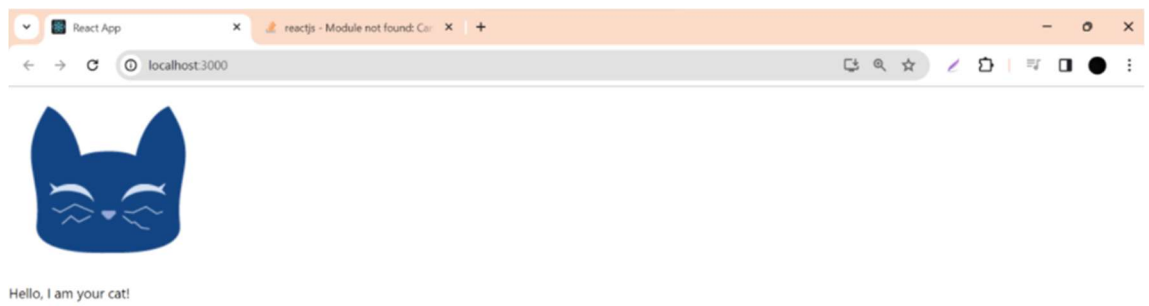 React App
reactjs - Module not found: Ca
localhost:3000
Hello, I am your cat!